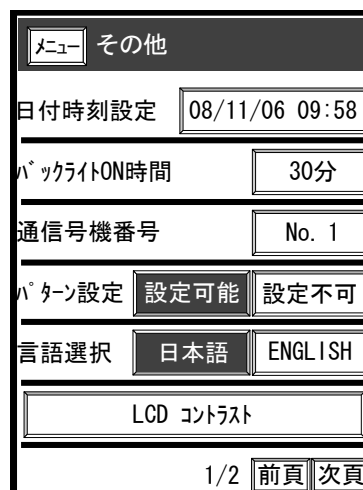 ﾒﾆｭｰ その他
日付時刻設定 08/11/06 09:58
ﾊﾞｯｸﾗｲﾄON時間 30分
通信号機番号 No. 1
ﾊﾟﾀｰﾝ設定 設定可能 設定不可
言語選択 日本語 ENGLISH
LCD ｺﾝﾄﾗｽﾄ
1/2 前頁 次頁